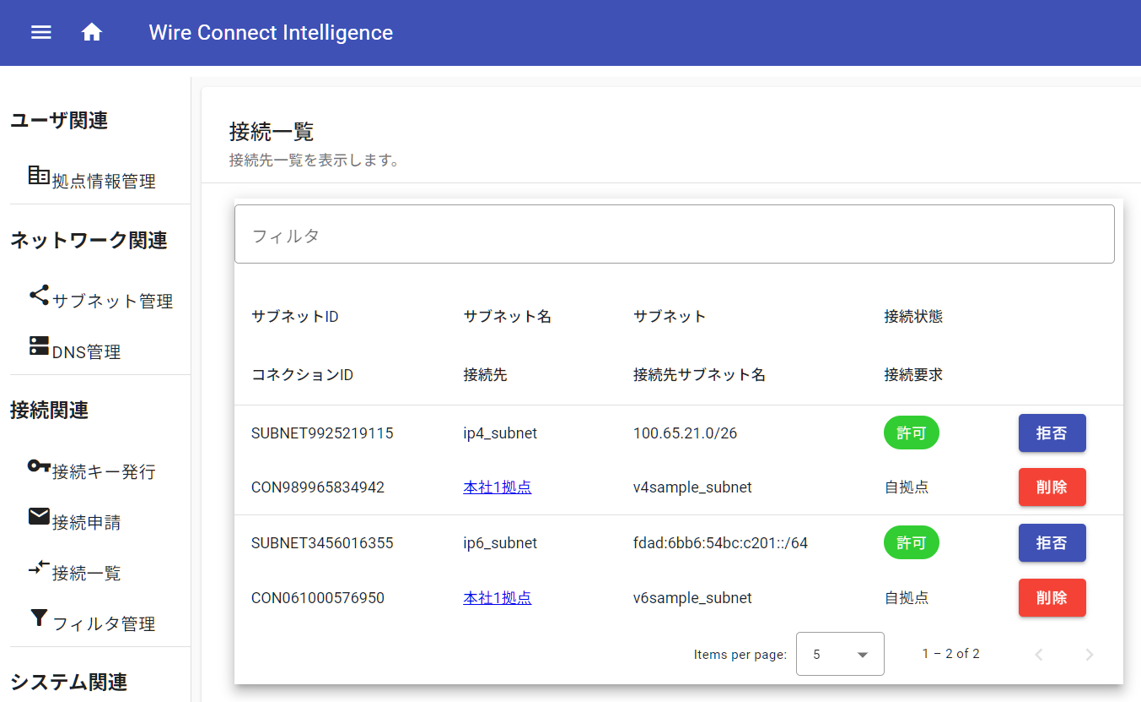 Wire Connect Intelligence
ユーザ関連
拠点情報管理
ネットワーク関連
サブネット管理
DNS管理
接続関連
接続キー発行
接続申請
接続一覧
フィルタ管理
システム関連
接続一覧
接続先一覧を表示します。
フィルタ
サブネットID サブネット名 サブネット 接続状態
コネクションID 接続先 接続先サブネット名 接続要求
SUBNET9925219115 ip4_subnet 100.65.21.0/26 許可 拒否
CON989965834942 本社1拠点 v4sample_subnet 自拠点 削除
SUBNET3456016355 ip6_subnet fdad:6bb6:54bc:c201::/64 許可 拒否
CON061000576950 本社1拠点 v6sample_subnet 自拠点 削除
Items per page: 5 1 – 2 of 2